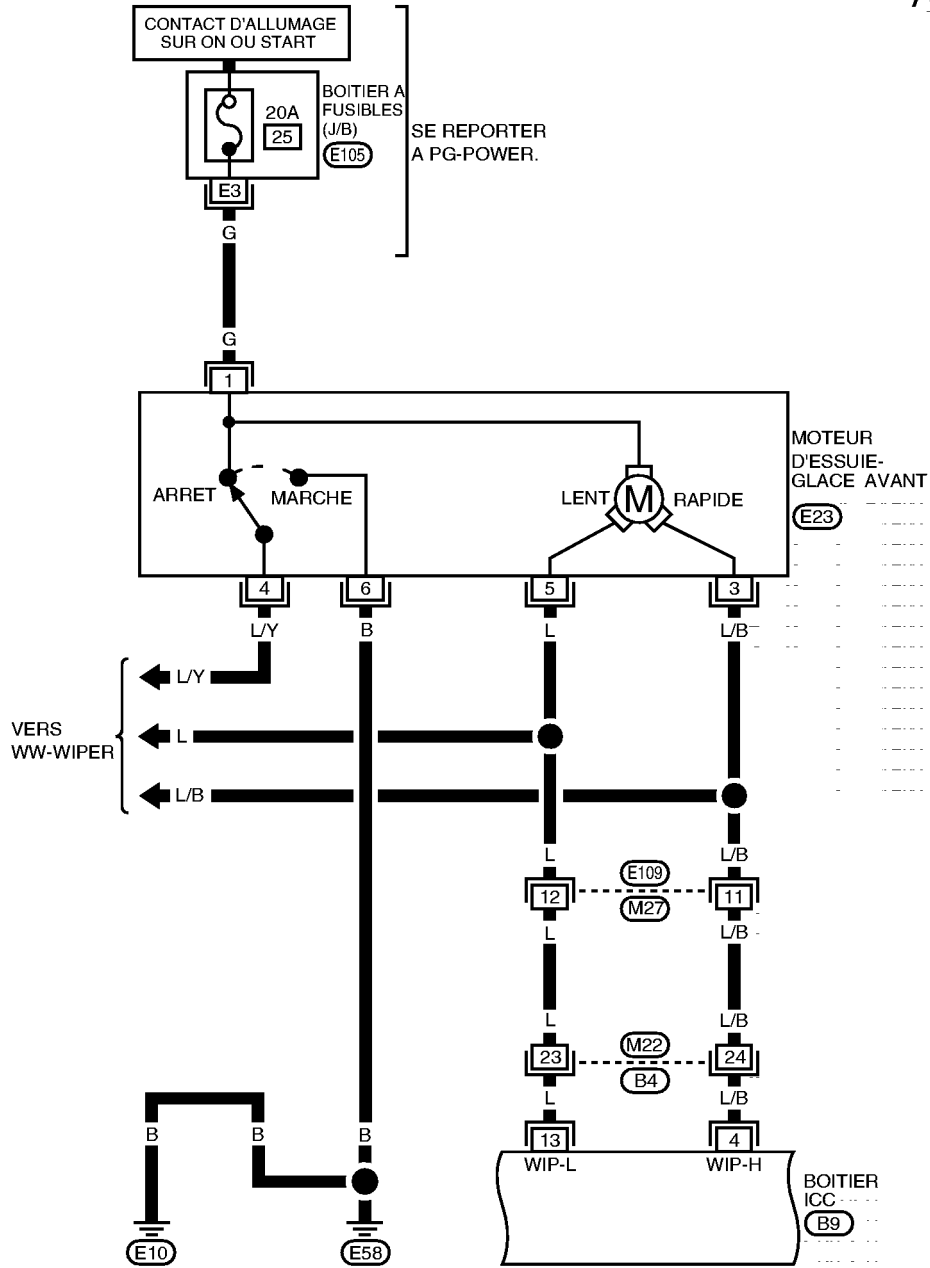 CONTACT D'ALLUMAGE
SUR ON OU START
BOITIER A
FUSIBLES
(J/B)
E105
20A
25
SE REPORTER
A PG-POWER.
E3
G
G
1
MOTEUR
D'ESSUIE-
GLACE AVANT
E23
ARRET
MARCHE
LENT
M
RAPIDE
4
6
5
3
L/Y
B
L
L/B
L/Y
VERS
WW-WIPER
L
L/B
L
L/B
E109
12
11
M27
L
L/B
L
L/B
M22
23
24
B4
L
L/B
B
B
B
13
4
WIP-L
WIP-H
BOITIER
ICC
B9
E10
E58